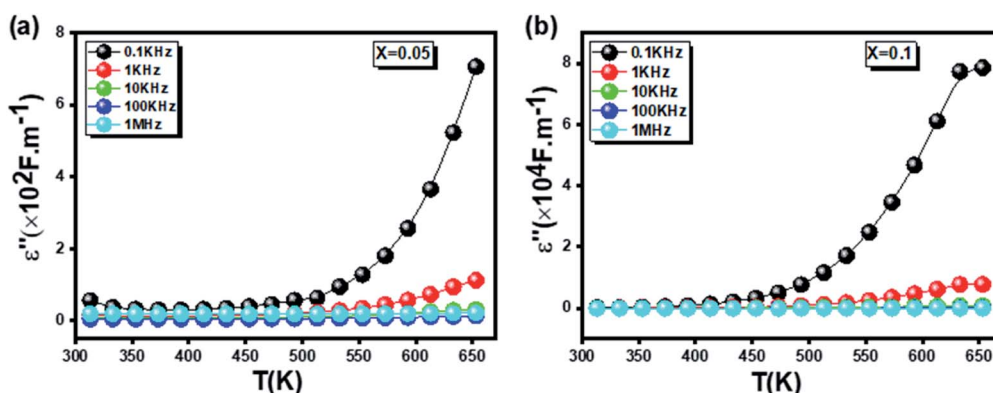 (a)
8
6
4
2
0
ε''(×10²F.m⁻¹)
0.1KHz
1KHz
10KHz
100KHz
1MHz
X=0.05
300 350 400 450 500 550 600 650
T(K)
(b)
8
6
4
2
0
ε''(×10⁴F.m⁻¹)
0.1KHz
1KHz
10KHz
100KHz
1MHz
X=0.1
300 350 400 450 500 550 600 650
T(K)